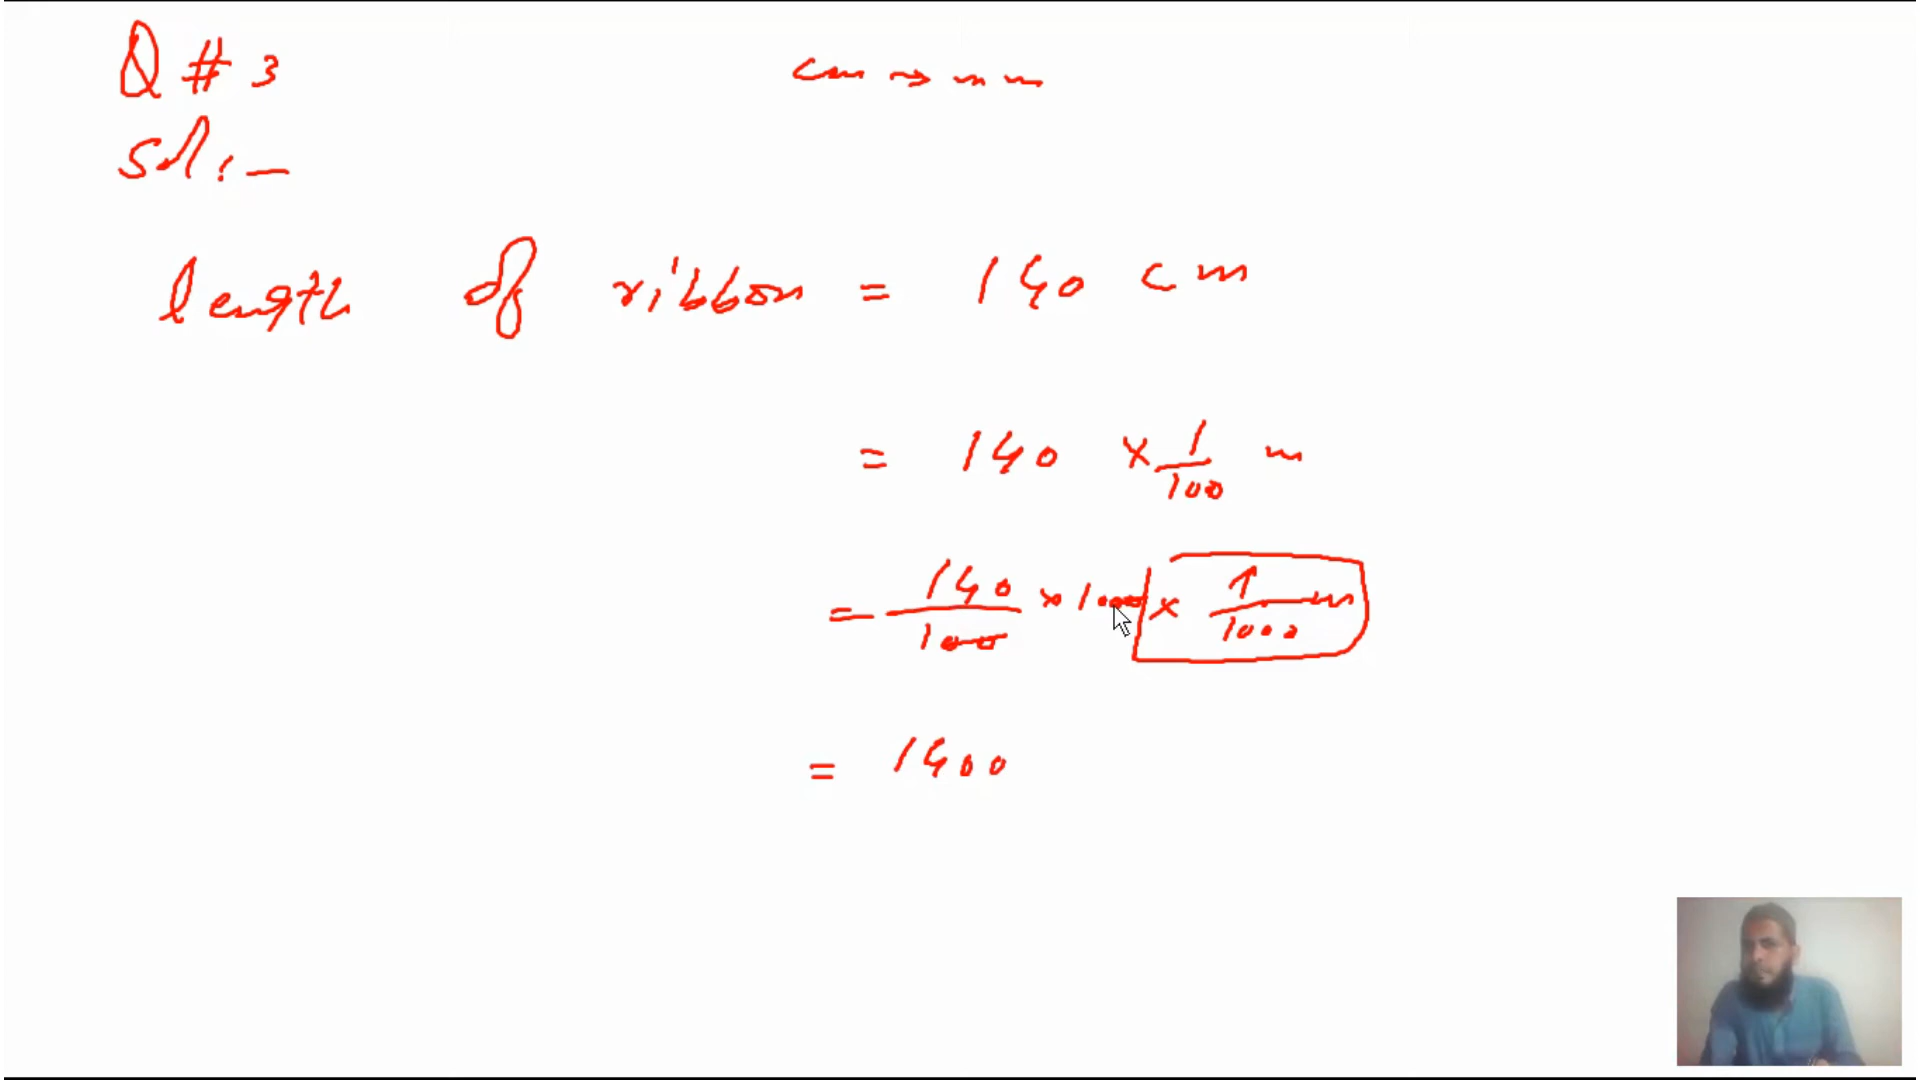 Q # 3
cm → mm
Sol: —
length of ribbon = 140 cm
= 140 × 1/100 m
= 140/100 × 1000 × 1/1000 m
= 1400